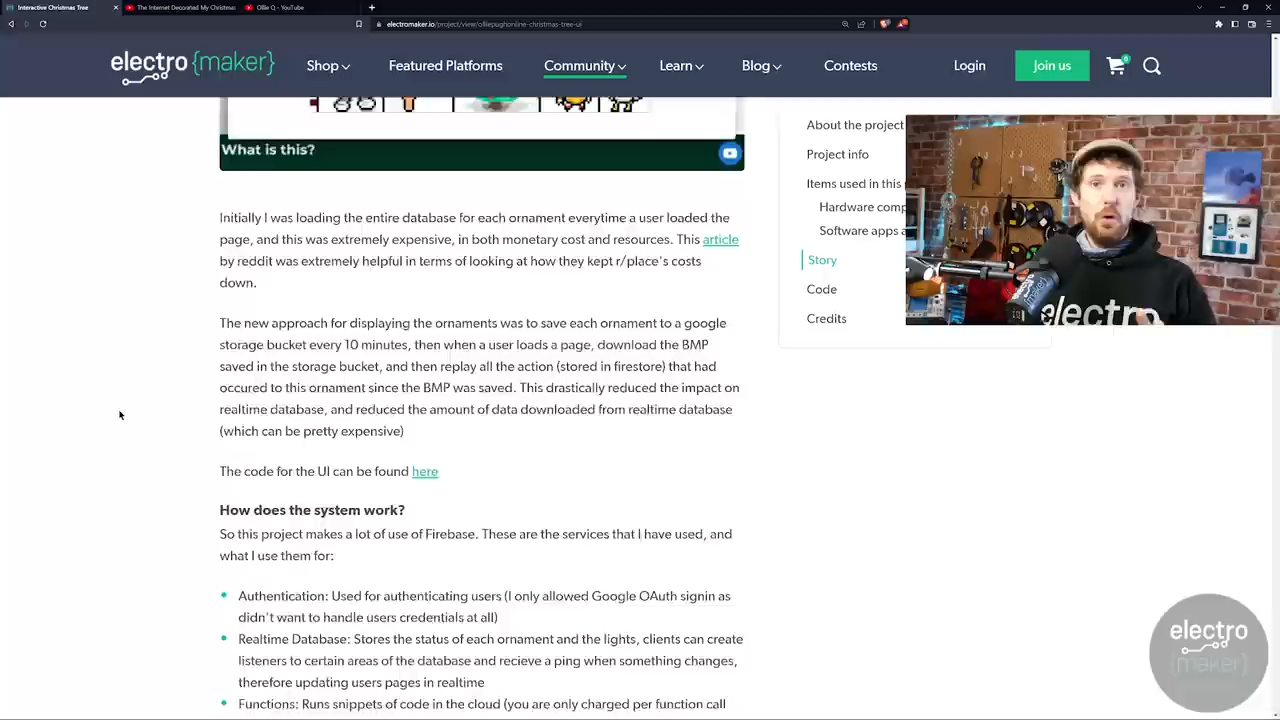 Interactive Christmas Tree
The Internet Decorated My Christmas
Ollie Q - YouTube
electromaker.io/project/view/olliepughonline-christmas-tree-ui
electro {maker}
Shop
Featured Platforms
Community
Learn
Blog
Contests
Login
Join us
6
What is this?
Initially I was loading the entire database for each ornament everytime a user loaded the
page, and this was extremely expensive, in both monetary cost and resources. This article
by reddit was extremely helpful in terms of looking at how they kept r/place's costs
down.
The new approach for displaying the ornaments was to save each ornament to a google
storage bucket every 10 minutes, then when a user loads a page, download the BMP
saved in the storage bucket, and then replay all the action (stored in firestore) that had
occured to this ornament since the BMP was saved. This drastically reduced the impact on
realtime database, and reduced the amount of data downloaded from realtime database
(which can be pretty expensive)
The code for the UI can be found here
How does the system work?
So this project makes a lot of use of Firebase. These are the services that I have used, and
what I use them for:
Authentication: Used for authenticating users (I only allowed Google OAuth signin as
didn't want to handle users credentials at all)
Realtime Database: Stores the status of each ornament and the lights, clients can create
listeners to certain areas of the database and recieve a ping when something changes,
therefore updating users pages in realtime
Functions: Runs snippets of code in the cloud (you are only charged per function call
About the project
Project info
Items used in this
Hardware comp
Software apps a
Story
Code
Credits
electro
{maker}
electro
electro
{maker}